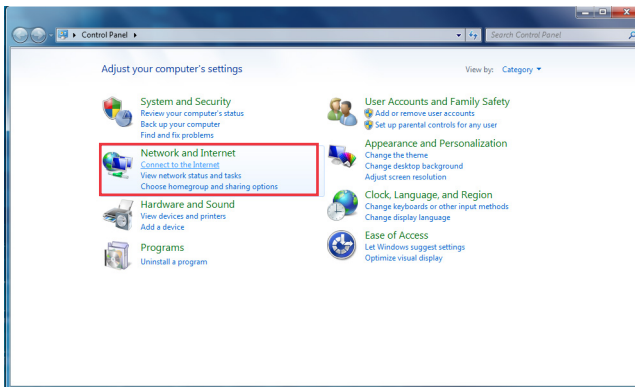 Control Panel
Search Control Panel
Adjust your computer's settings
View by: Category
System and Security
Review your computer's status
Back up your computer
Find and fix problems
Network and Internet
Connect to the Internet
View network status and tasks
Choose homegroup and sharing options
Hardware and Sound
View devices and printers
Add a device
Programs
Uninstall a program
User Accounts and Family Safety
Add or remove user accounts
Set up parental controls for any user
Appearance and Personalization
Change the theme
Change desktop background
Adjust screen resolution
Clock, Language, and Region
Change keyboards or other input methods
Change display language
Ease of Access
Let Windows suggest settings
Optimize visual display